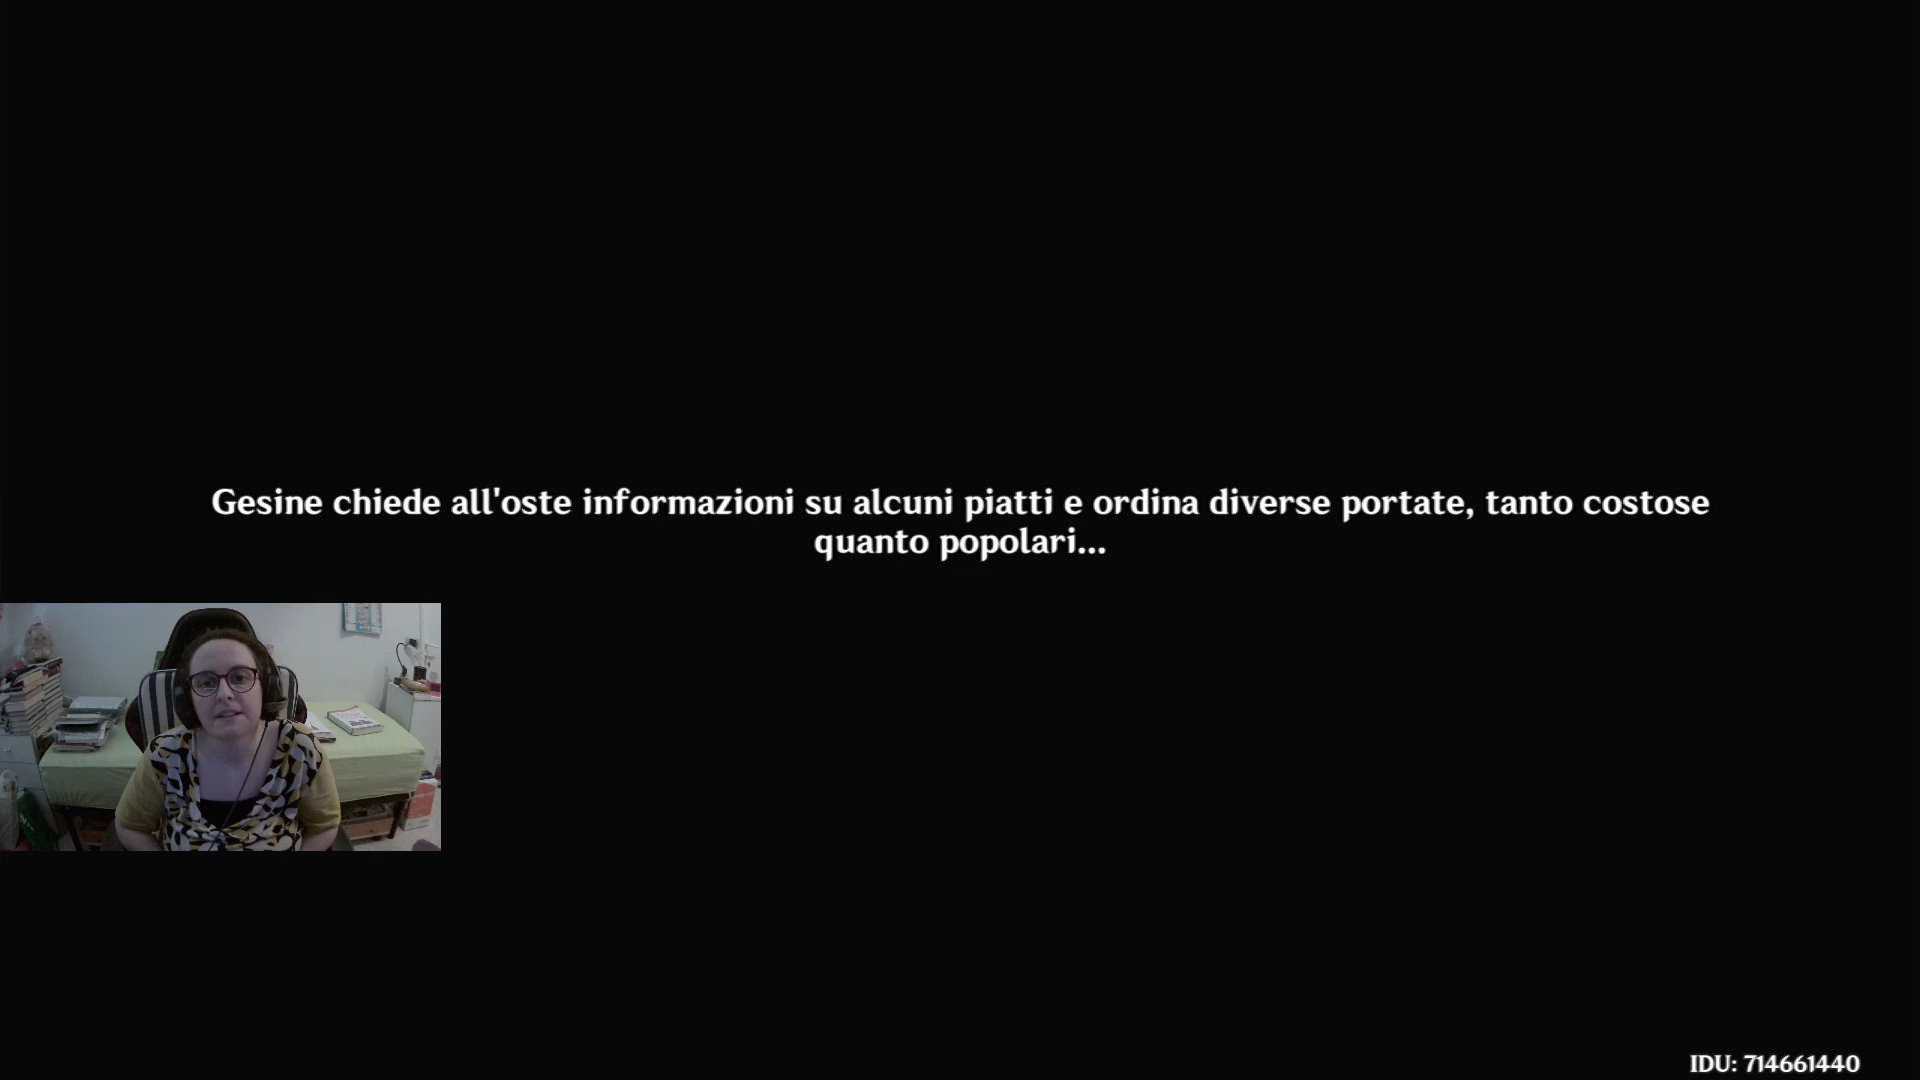 Gesine chiede all'oste informazioni su alcuni piatti e ordina diverse portate, tanto costose
quanto popolari...
IDU: 714661440